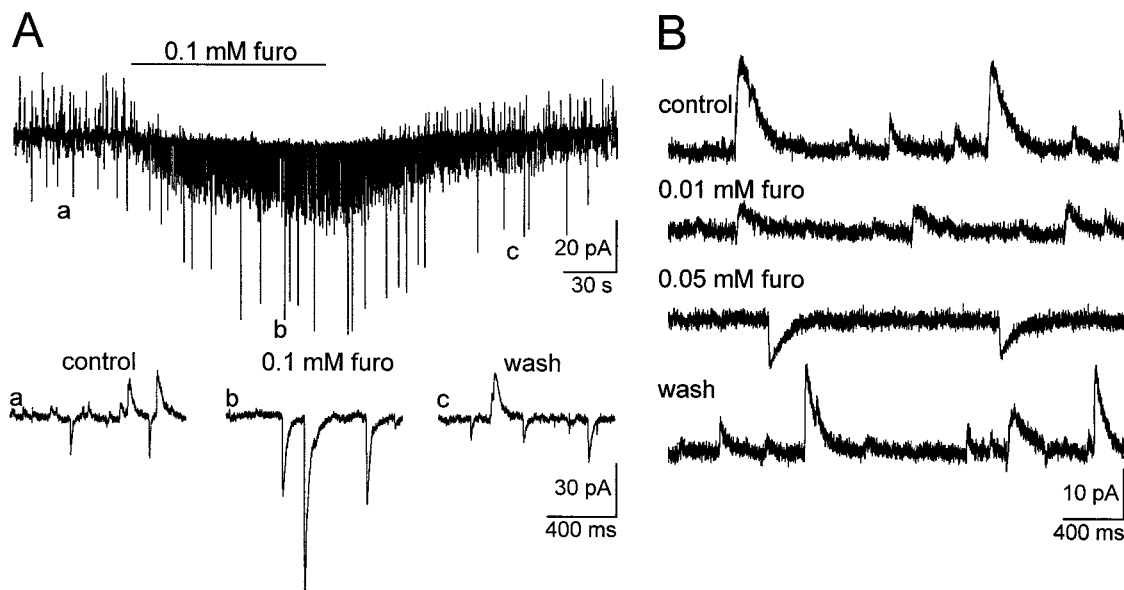 A
0.1 mM furo
a
b
c
20 pA
30 s
control
0.1 mM furo
wash
a
b
c
30 pA
400 ms
B
control
0.01 mM furo
0.05 mM furo
wash
10 pA
400 ms